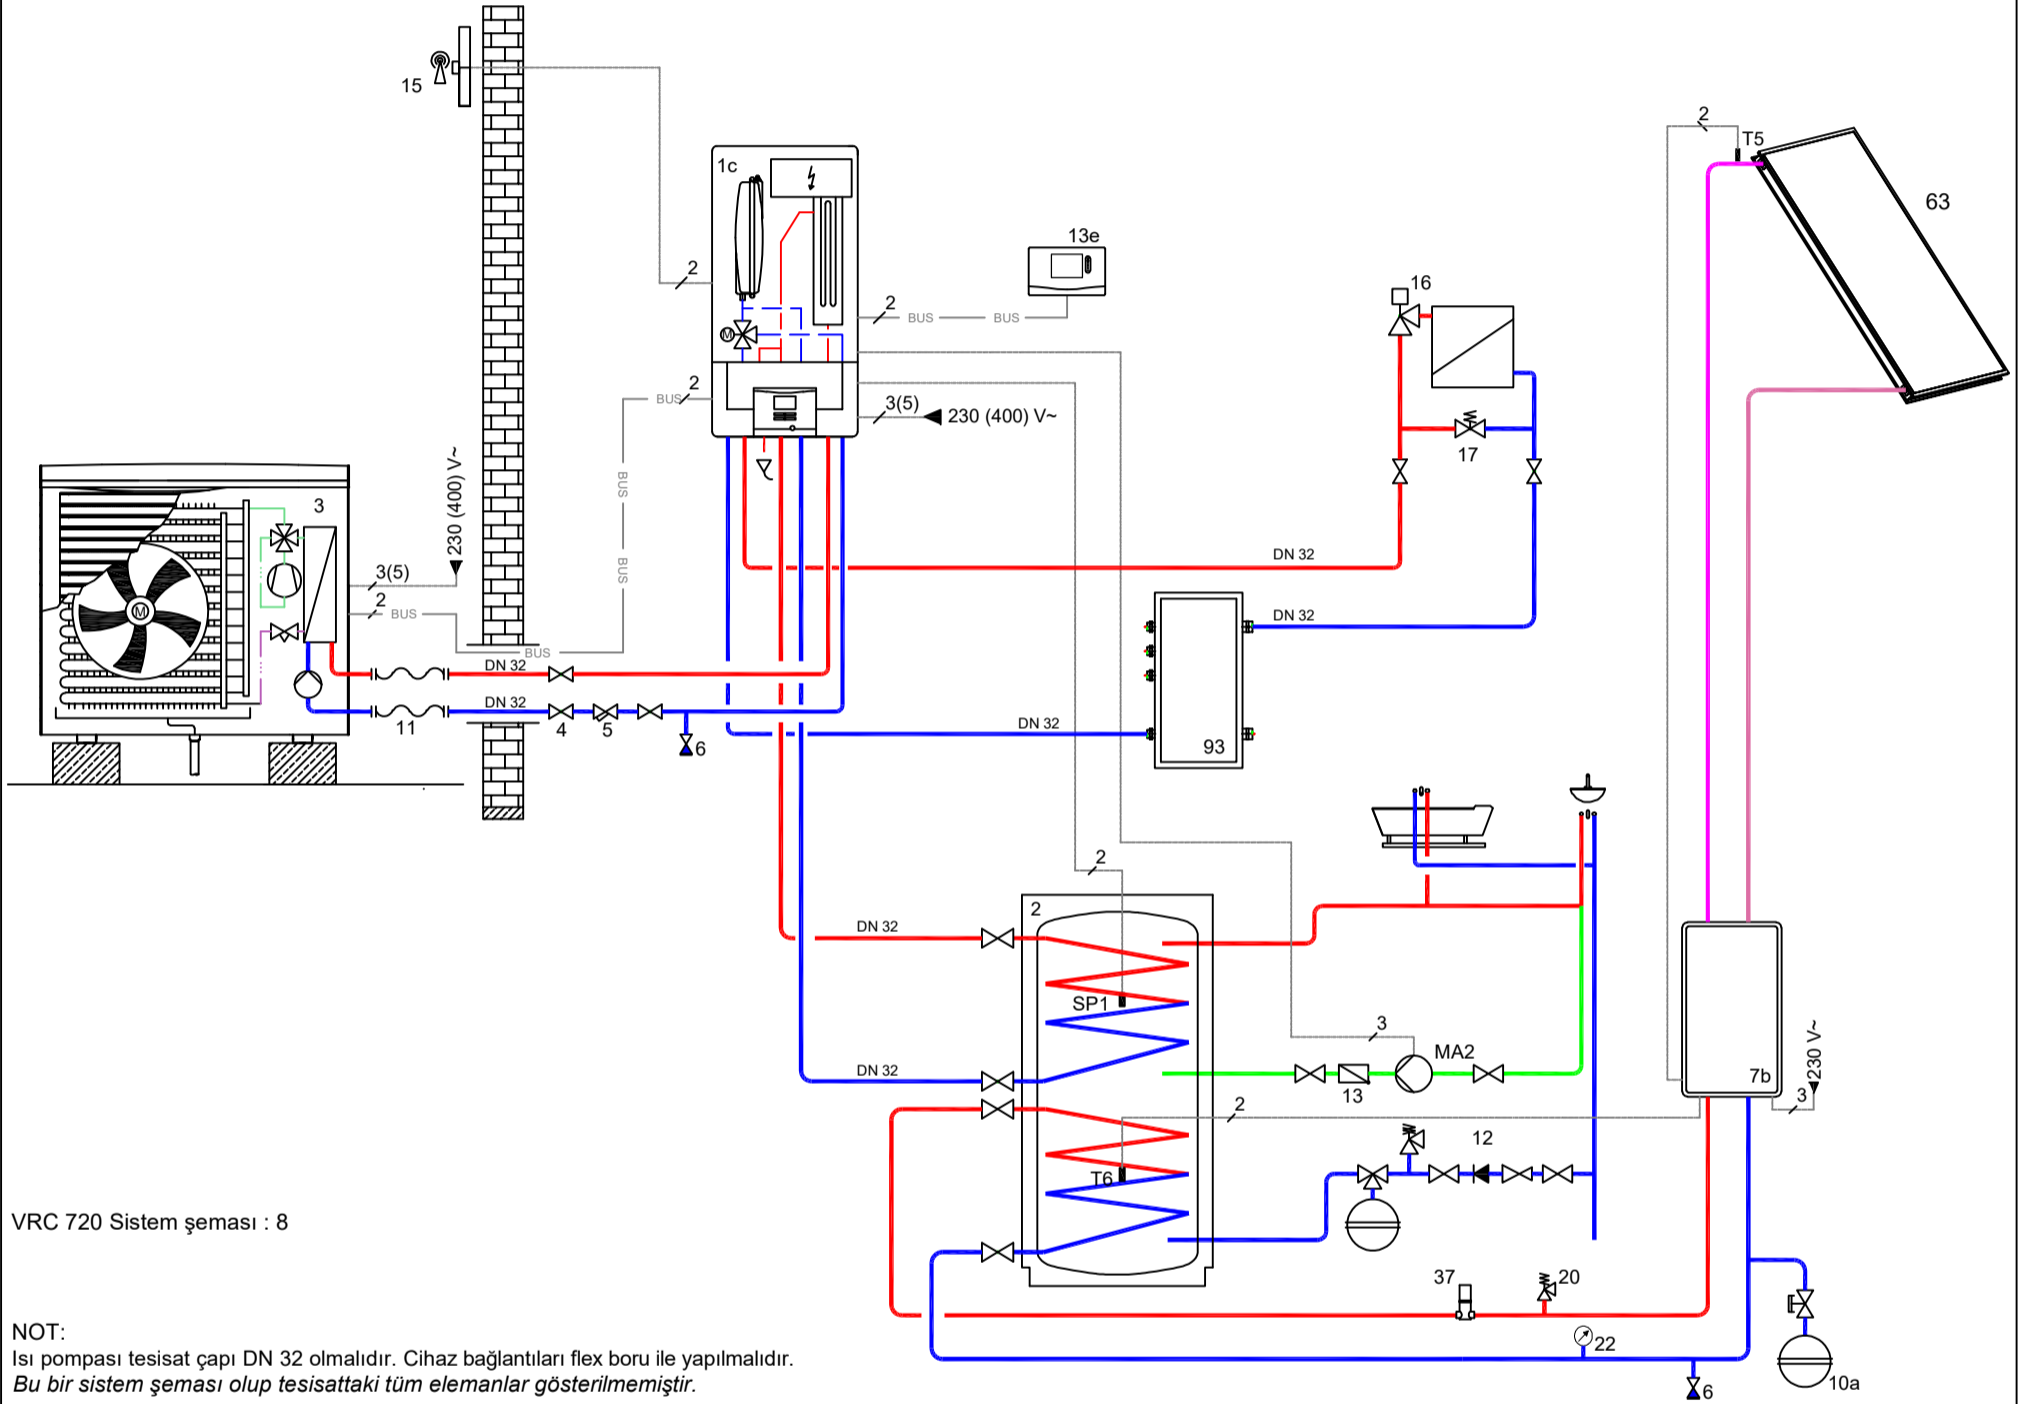 2
T5
15
1c
63
13e
2
2
BUS
BUS
16
2
BUS
3(5)
230 (400) V~
17
230 (400) V~
BUS
3
DN 32
3(5)
BUS
2
BUS
DN 32
BUS
DN 32
DN 32
11
4
5
6
DN 32
93
2
2
DN 32
SP1
3
MA2
DN 32
13
230 V~
7b
2
3
12
T6
VRC 720 Sistem şeması : 8
37
20
22
NOT:
Isı pompası tesisat çapı DN 32 olmalıdır. Cihaz bağlantıları flex boru ile yapılmalıdır.
Bu bir sistem şeması olup tesisattaki tüm elemanlar gösterilmemiştir.
10a
6
M
M